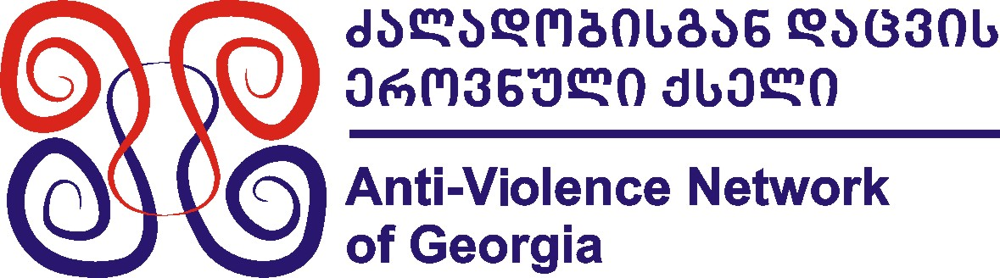 ძალადობისგან დაცვის
ეროვნული ქსელი
Anti-Violence Network
of Georgia